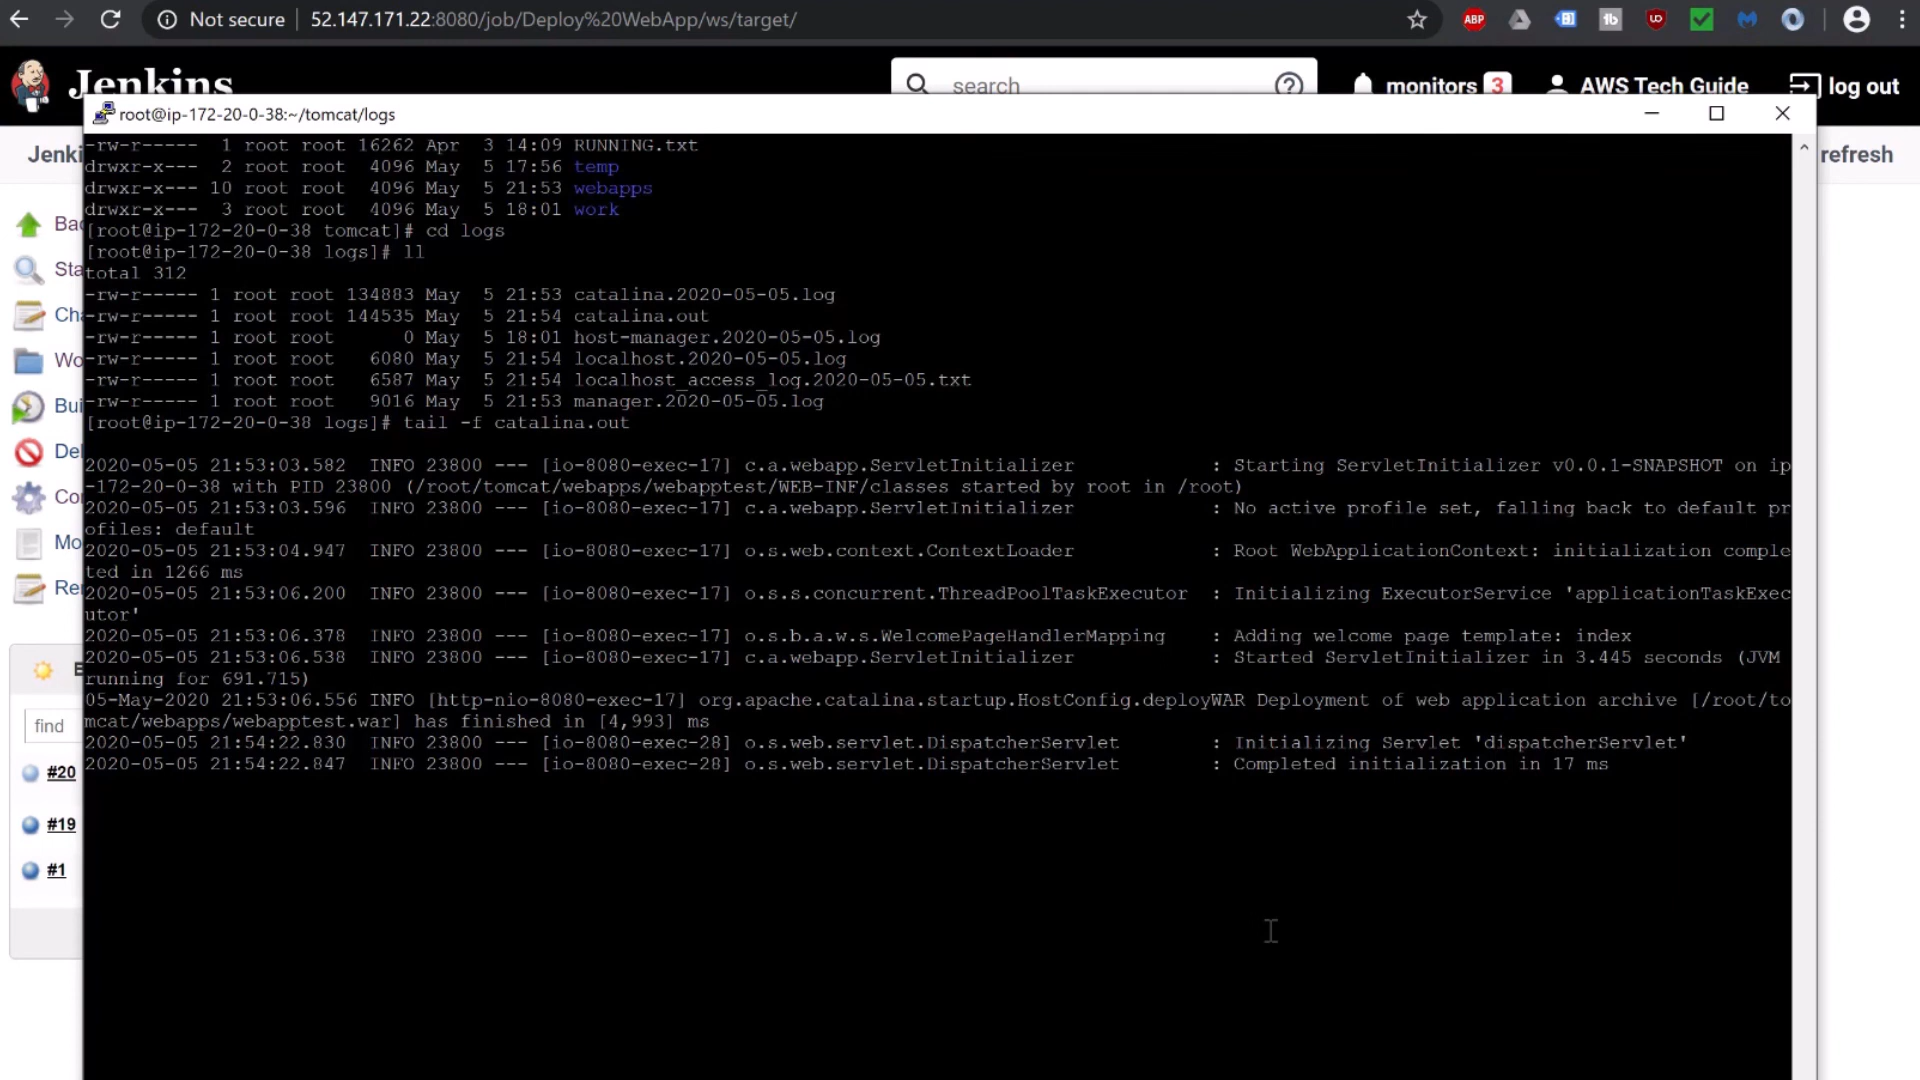 Not secure
52.147.171.22:8080/job/Deploy%20WebApp/ws/target/
Jenkins
search
monitors 3
AWS Tech Guide
log out
root@ip-172-20-0-38:~/tomcat/logs
Jenki
refresh
-rw-r----- 1 root root 16262 Apr 3 14:09 RUNNING.txt
drwxr-x--- 2 root root 4096 May 5 17:56 temp
drwxr-x--- 10 root root 4096 May 5 21:53 webapps
drwxr-x--- 3 root root 4096 May 5 18:01 work
[root@ip-172-20-0-38 tomcat]# cd logs
[root@ip-172-20-0-38 logs]# ll
total 312
-rw-r----- 1 root root 134883 May 5 21:53 catalina.2020-05-05.log
-rw-r----- 1 root root 144535 May 5 21:54 catalina.out
-rw-r----- 1 root root 0 May 5 18:01 host-manager.2020-05-05.log
-rw-r----- 1 root root 6080 May 5 21:54 localhost.2020-05-05.log
-rw-r----- 1 root root 6587 May 5 21:54 localhost_access_log.2020-05-05.txt
-rw-r----- 1 root root 9016 May 5 21:53 manager.2020-05-05.log
[root@ip-172-20-0-38 logs]# tail -f catalina.out
2020-05-05 21:53:03.582 INFO 23800 --- [io-8080-exec-17] c.a.webapp.ServletInitializer : Starting ServletInitializer v0.0.1-SNAPSHOT on ip
-172-20-0-38 with PID 23800 (/root/tomcat/webapps/webapptest/WEB-INF/classes started by root in /root)
2020-05-05 21:53:03.596 INFO 23800 --- [io-8080-exec-17] c.a.webapp.ServletInitializer : No active profile set, falling back to default pr
ofiles: default
2020-05-05 21:53:04.947 INFO 23800 --- [io-8080-exec-17] o.s.web.context.ContextLoader : Root WebApplicationContext: initialization comple
ted in 1266 ms
2020-05-05 21:53:06.200 INFO 23800 --- [io-8080-exec-17] o.s.s.concurrent.ThreadPoolTaskExecutor : Initializing ExecutorService 'applicationTaskExec
utor'
2020-05-05 21:53:06.378 INFO 23800 --- [io-8080-exec-17] o.s.b.a.w.s.WelcomePageHandlerMapping : Adding welcome page template: index
2020-05-05 21:53:06.538 INFO 23800 --- [io-8080-exec-17] c.a.webapp.ServletInitializer : Started ServletInitializer in 3.445 seconds (JVM
running for 691.715)
05-May-2020 21:53:06.556 INFO [http-nio-8080-exec-17] org.apache.catalina.startup.HostConfig.deployWAR Deployment of web application archive [/root/to
mcat/webapps/webapptest.war] has finished in [4,993] ms
2020-05-05 21:54:22.830 INFO 23800 --- [io-8080-exec-28] o.s.web.servlet.DispatcherServlet : Initializing Servlet 'dispatcherServlet'
2020-05-05 21:54:22.847 INFO 23800 --- [io-8080-exec-28] o.s.web.servlet.DispatcherServlet : Completed initialization in 17 ms
Bac
Sta
Cha
Wo
Bui
Del
Con
Mo
Ren
B
find
#20
#19
#1